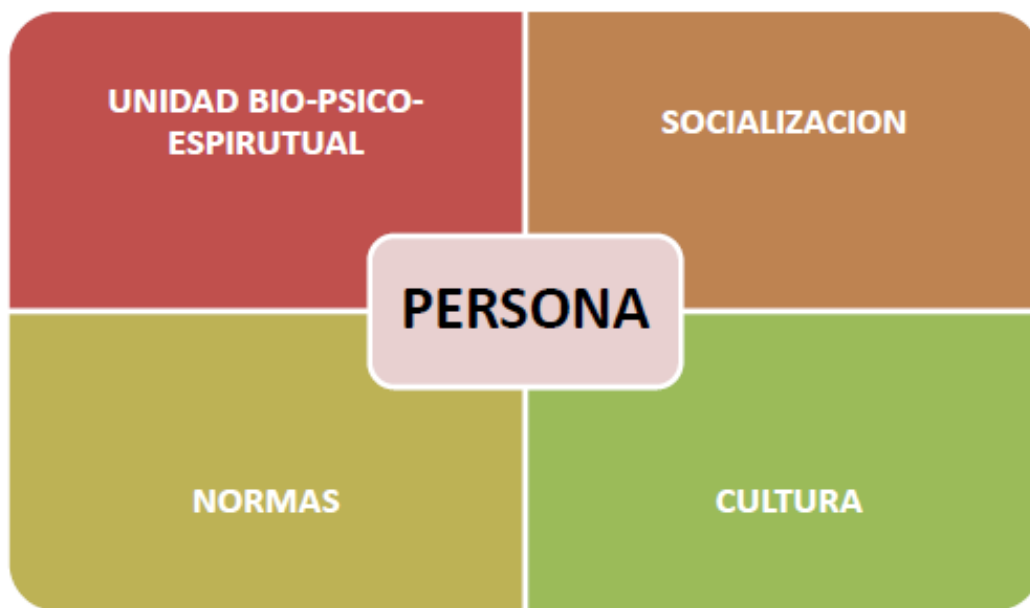 UNIDAD BIO-PSICO-
ESPIRUTUAL
SOCIALIZACION
PERSONA
NORMAS
CULTURA